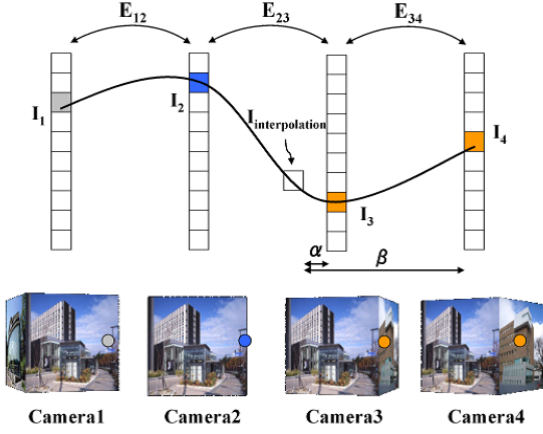 E12 E23 E34
I1
I2
Iinterpolation
I3
I4
α
β
Camera1 Camera2 Camera3 Camera4